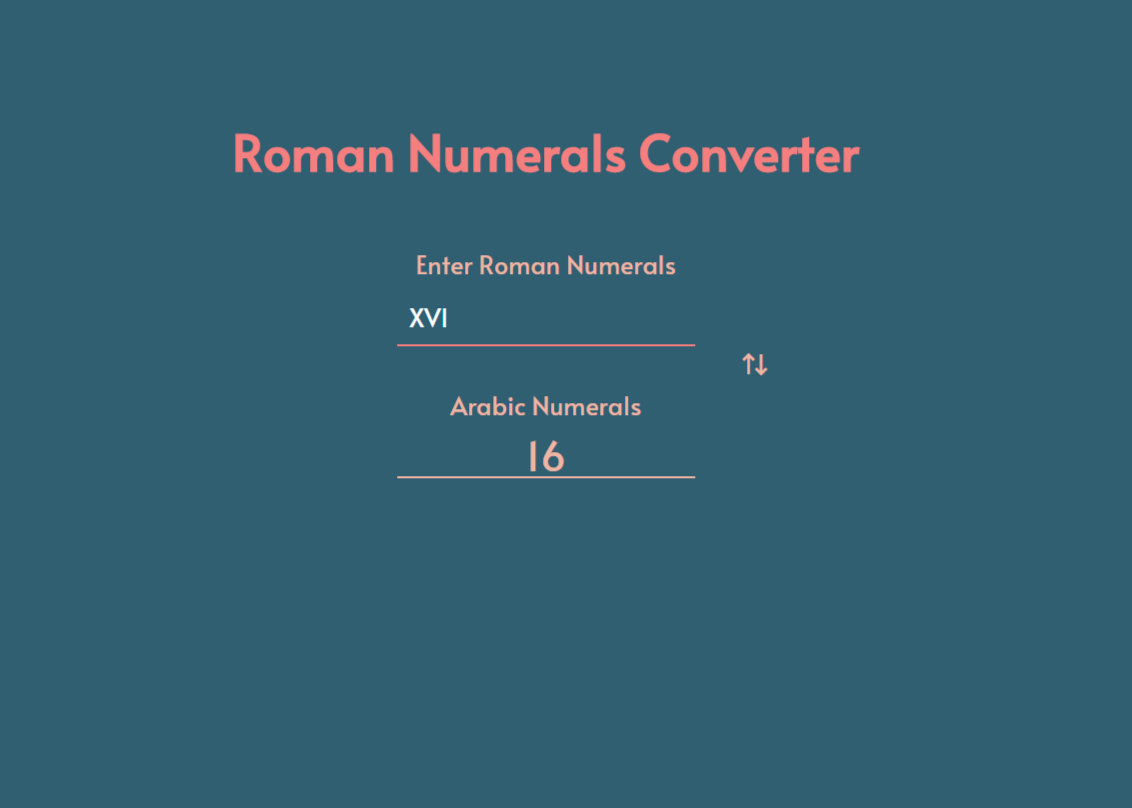 Roman Numerals Converter
Enter Roman Numerals
XVI
Arabic Numerals
16